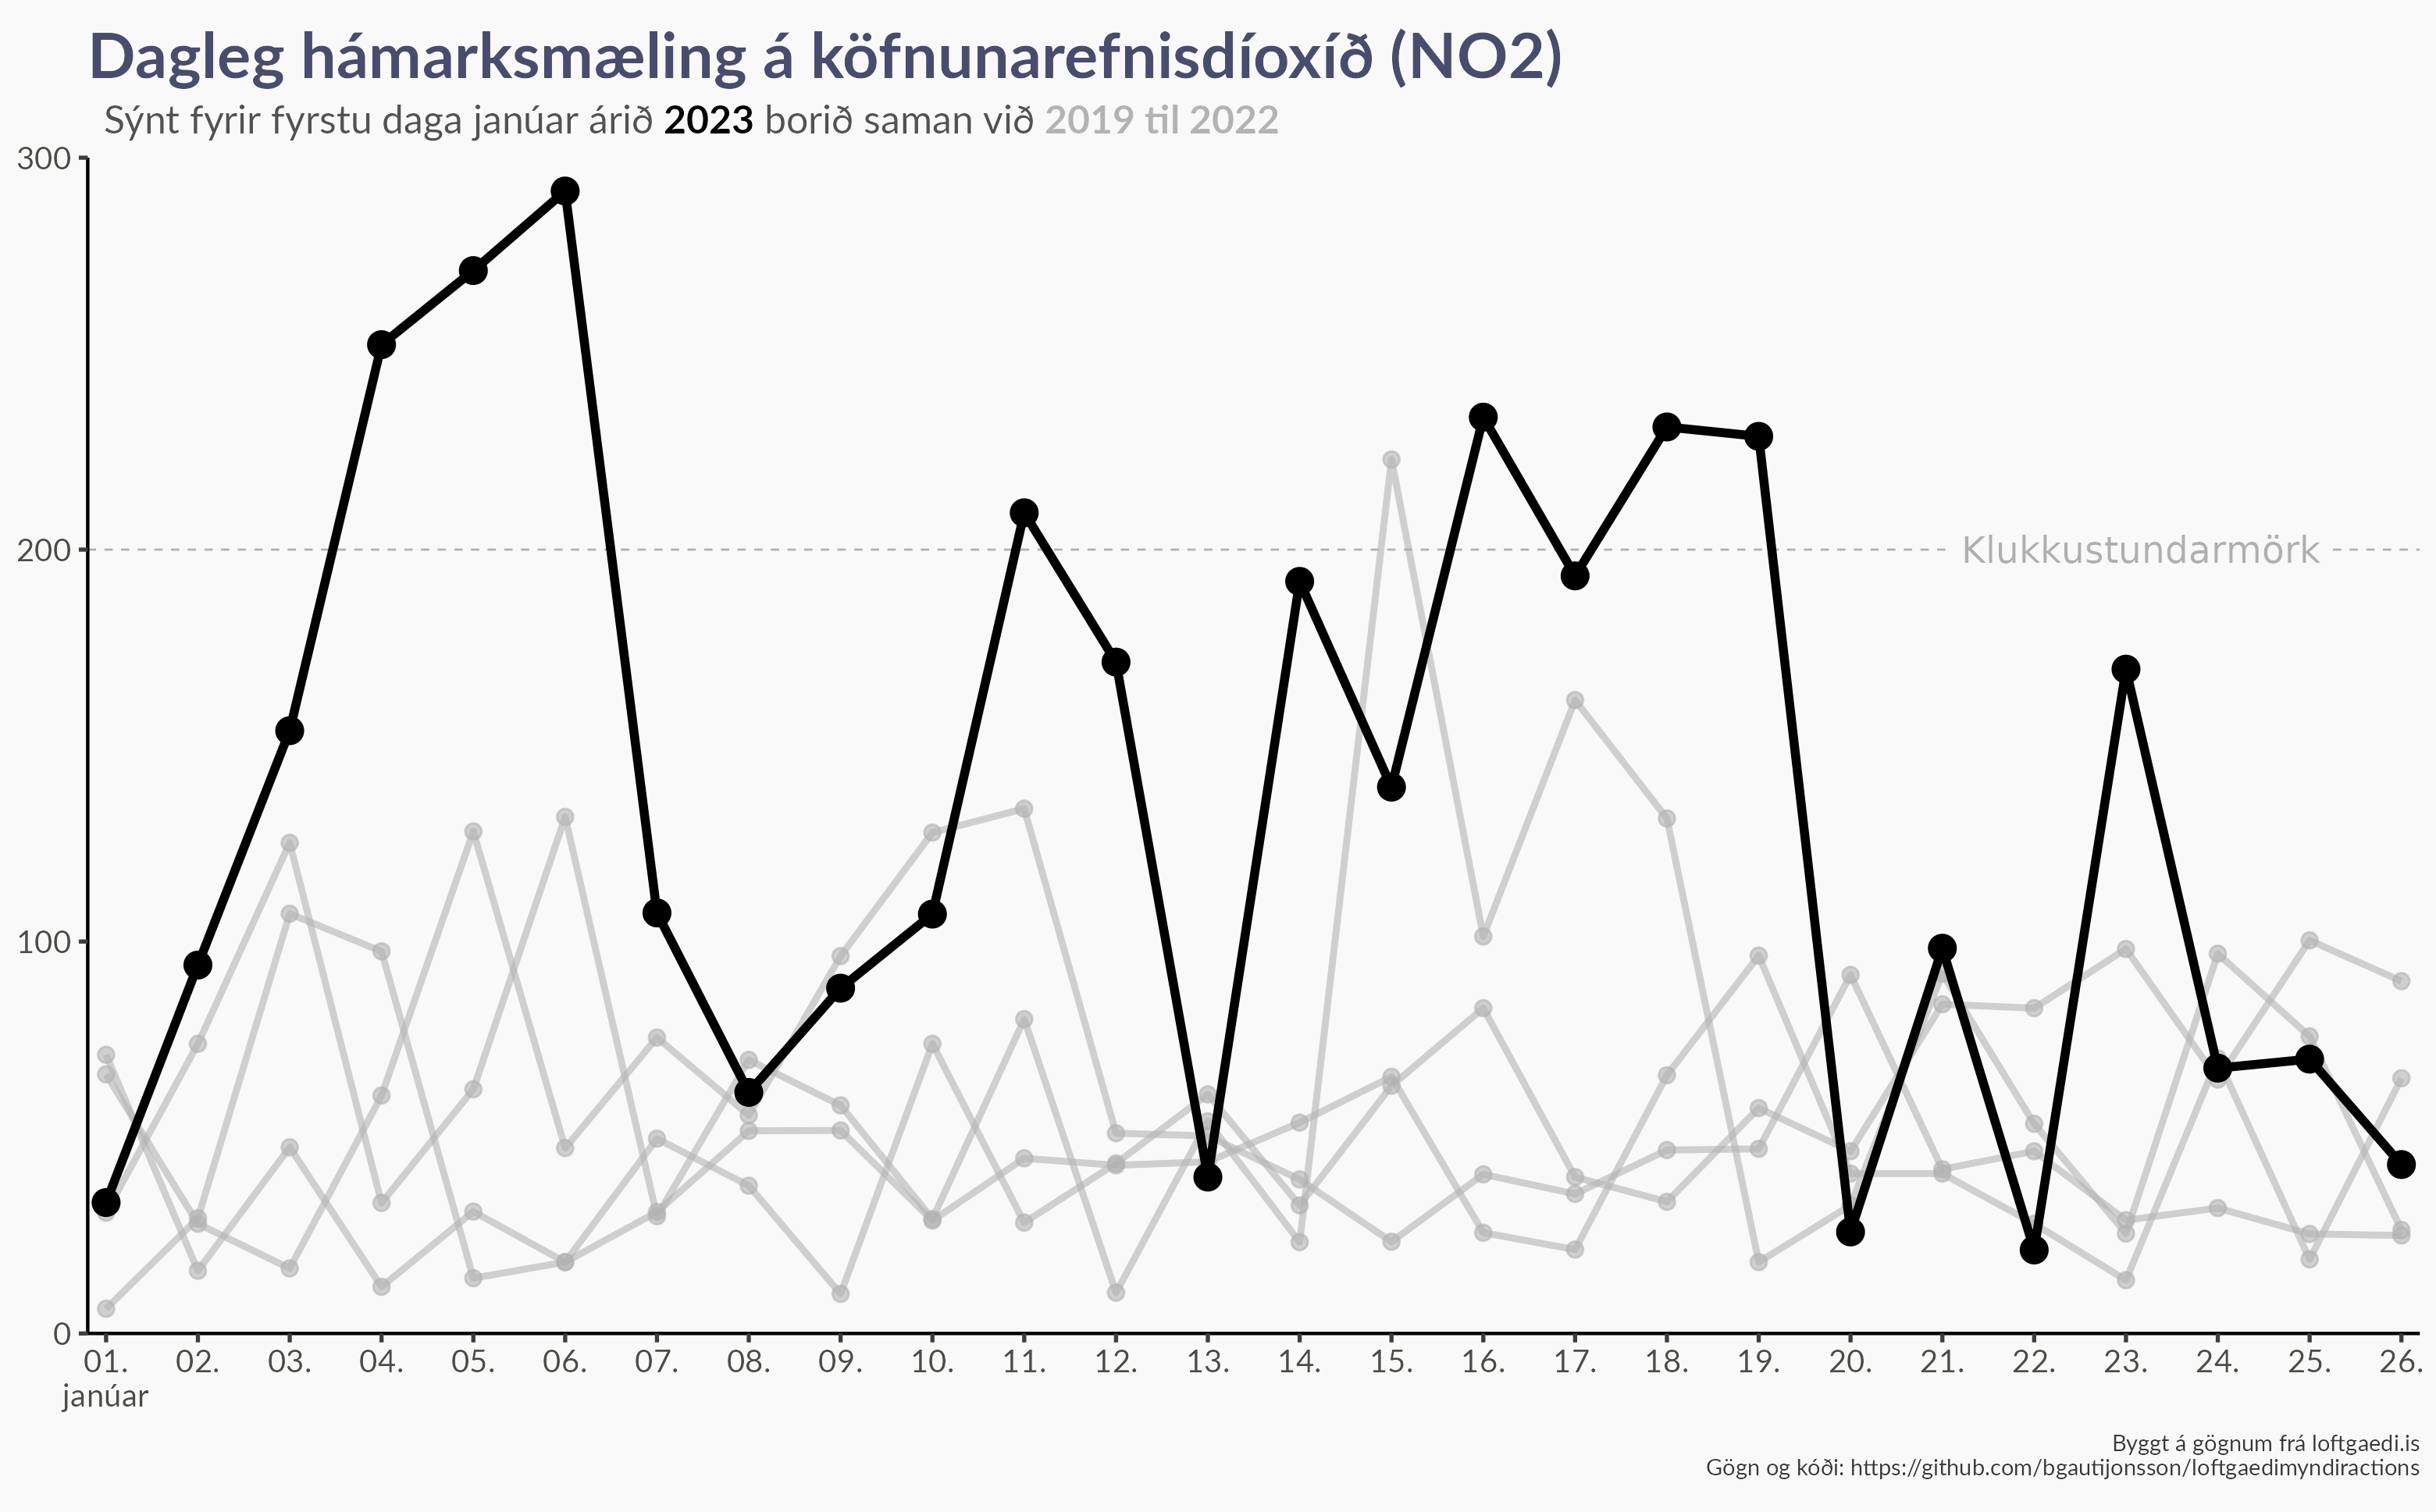 Dagleg hámarksmæling á köfnunarefnisdíoxíð (NO2)
Sýnt fyrir fyrstu daga janúar árið 2023 borið saman við 2019 til 2022
300
200
Klukkustundarmörk
100
0
01. 02. 03. 04. 05. 06. 07. 08. 09. 10. 11. 12. 13. 14. 15. 16. 17. 18. 19. 20. 21. 22. 23. 24. 25. 26.
janúar
Byggt á gögnum frá loftgaedi.is
Gögn og kóði: https://github.com/bgautijonsson/loftgaedimyndiractions